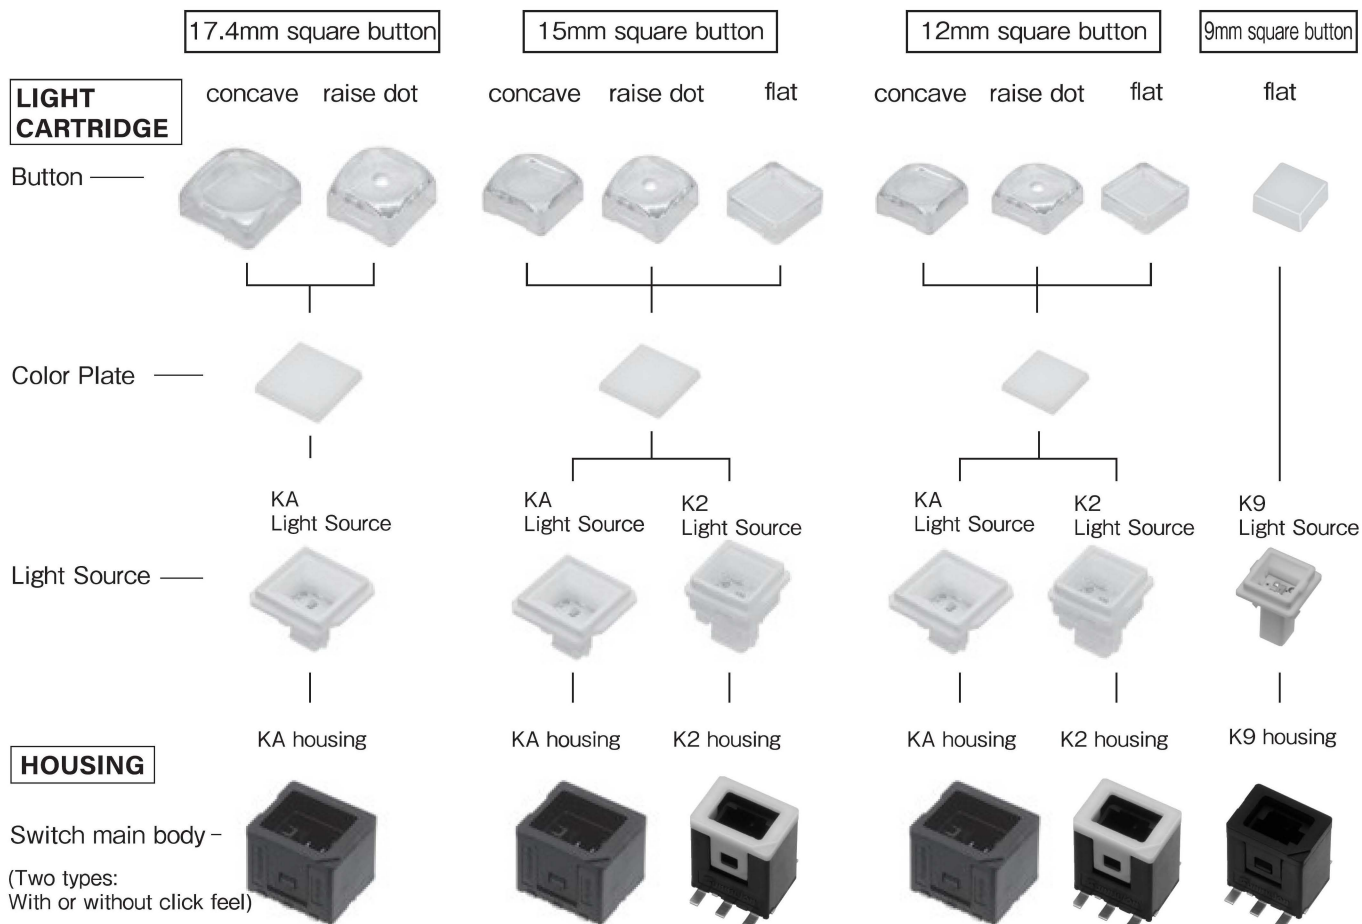 17.4mm square button
15mm square button
12mm square button
9mm square button
LIGHT
CARTRIDGE
concave
raise dot
concave
raise dot
flat
concave
raise dot
flat
flat
Button
Color Plate
KA
Light Source
KA
Light Source
K2
Light Source
KA
Light Source
K2
Light Source
K9
Light Source
Light Source
KA housing
KA housing
K2 housing
KA housing
K2 housing
K9 housing
HOUSING
Switch main body
(Two types:
With or without click feel)